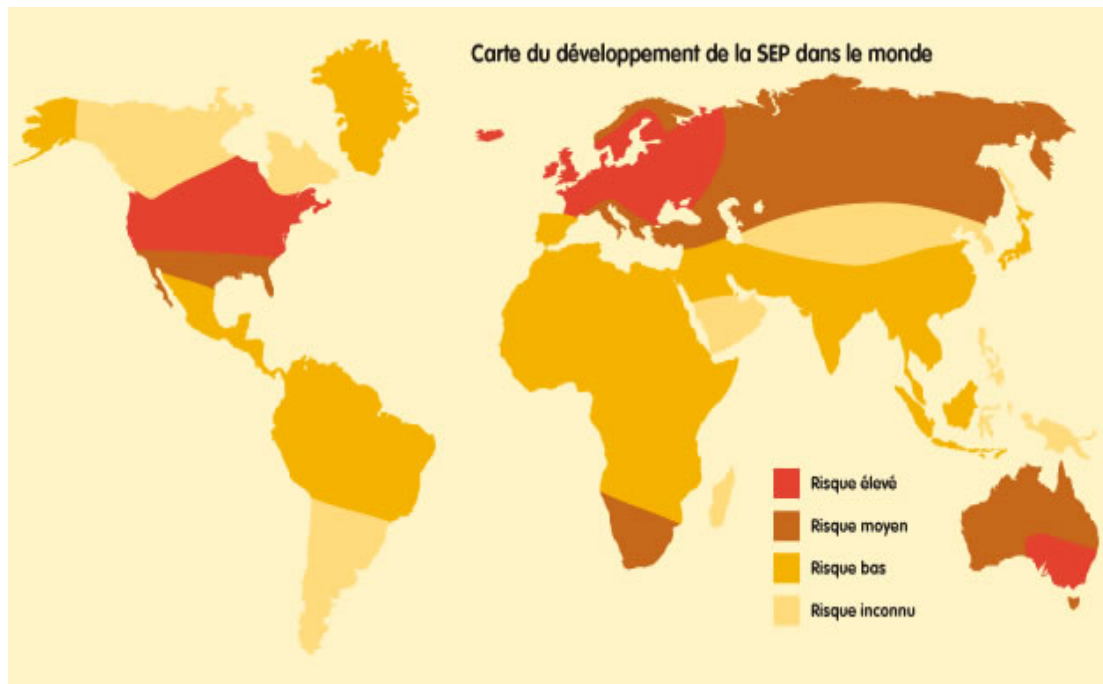 Carte du développement de la SEP dans le monde
Risque élevé
Risque moyen
Risque bas
Risque inconnu